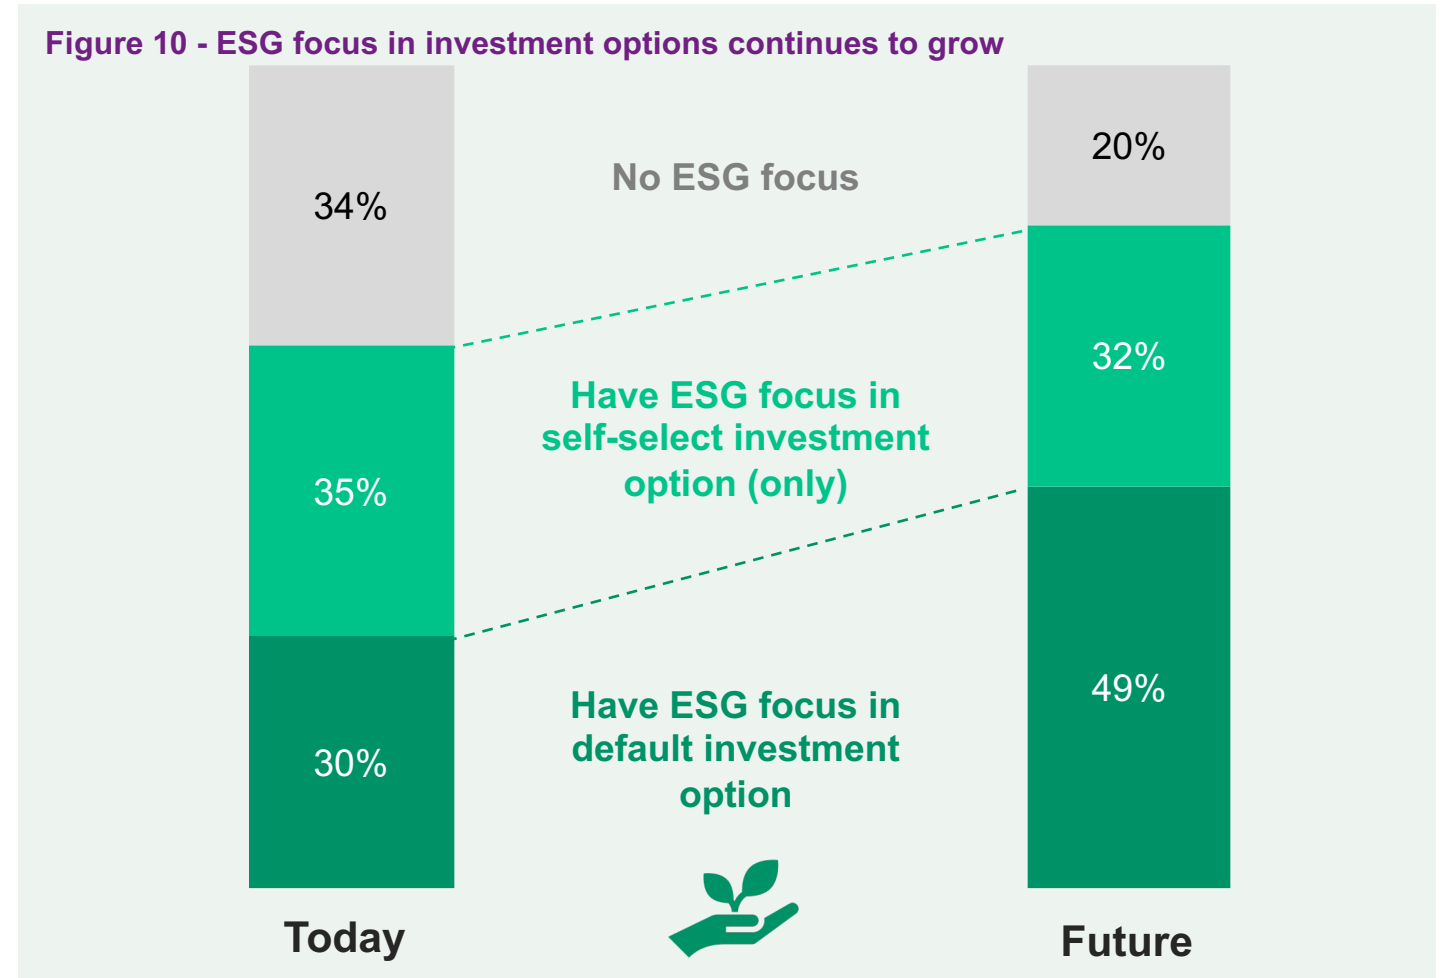 Figure 10 - ESG focus in investment options continues to grow
34%
35%
30%
Today
No ESG focus
Have ESG focus in
self-select investment
option (only)
Have ESG focus in
default investment
option
20%
32%
49%
Future